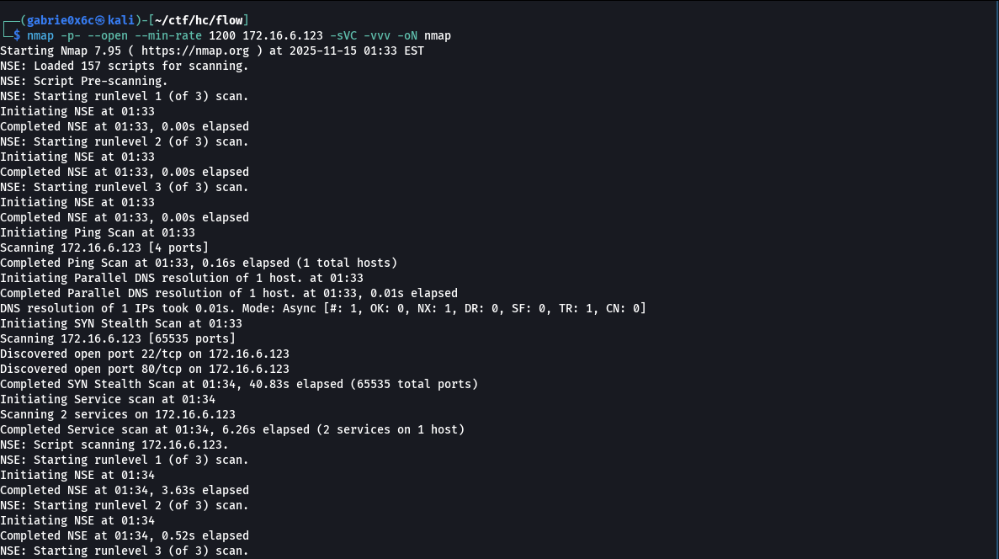 ┌──(gabrie0x6c㉿kali)-[~/ctf/hc/flow]
└─$ nmap -p- --open --min-rate 1200 172.16.6.123 -sVC -vvv -oN nmap
Starting Nmap 7.95 ( https://nmap.org ) at 2025-11-15 01:33 EST
NSE: Loaded 157 scripts for scanning.
NSE: Script Pre-scanning.
NSE: Starting runlevel 1 (of 3) scan.
Initiating NSE at 01:33
Completed NSE at 01:33, 0.00s elapsed
NSE: Starting runlevel 2 (of 3) scan.
Initiating NSE at 01:33
Completed NSE at 01:33, 0.00s elapsed
NSE: Starting runlevel 3 (of 3) scan.
Initiating NSE at 01:33
Completed NSE at 01:33, 0.00s elapsed
Initiating Ping Scan at 01:33
Scanning 172.16.6.123 [4 ports]
Completed Ping Scan at 01:33, 0.16s elapsed (1 total hosts)
Initiating Parallel DNS resolution of 1 host. at 01:33
Completed Parallel DNS resolution of 1 host. at 01:33, 0.01s elapsed
DNS resolution of 1 IPs took 0.01s. Mode: Async [#: 1, OK: 0, NX: 1, DR: 0, SF: 0, TR: 1, CN: 0]
Initiating SYN Stealth Scan at 01:33
Scanning 172.16.6.123 [65535 ports]
Discovered open port 22/tcp on 172.16.6.123
Discovered open port 80/tcp on 172.16.6.123
Completed SYN Stealth Scan at 01:34, 40.83s elapsed (65535 total ports)
Initiating Service scan at 01:34
Scanning 2 services on 172.16.6.123
Completed Service scan at 01:34, 6.26s elapsed (2 services on 1 host)
NSE: Script scanning 172.16.6.123.
NSE: Starting runlevel 1 (of 3) scan.
Initiating NSE at 01:34
Completed NSE at 01:34, 3.63s elapsed
NSE: Starting runlevel 2 (of 3) scan.
Initiating NSE at 01:34
Completed NSE at 01:34, 0.52s elapsed
NSE: Starting runlevel 3 (of 3) scan.